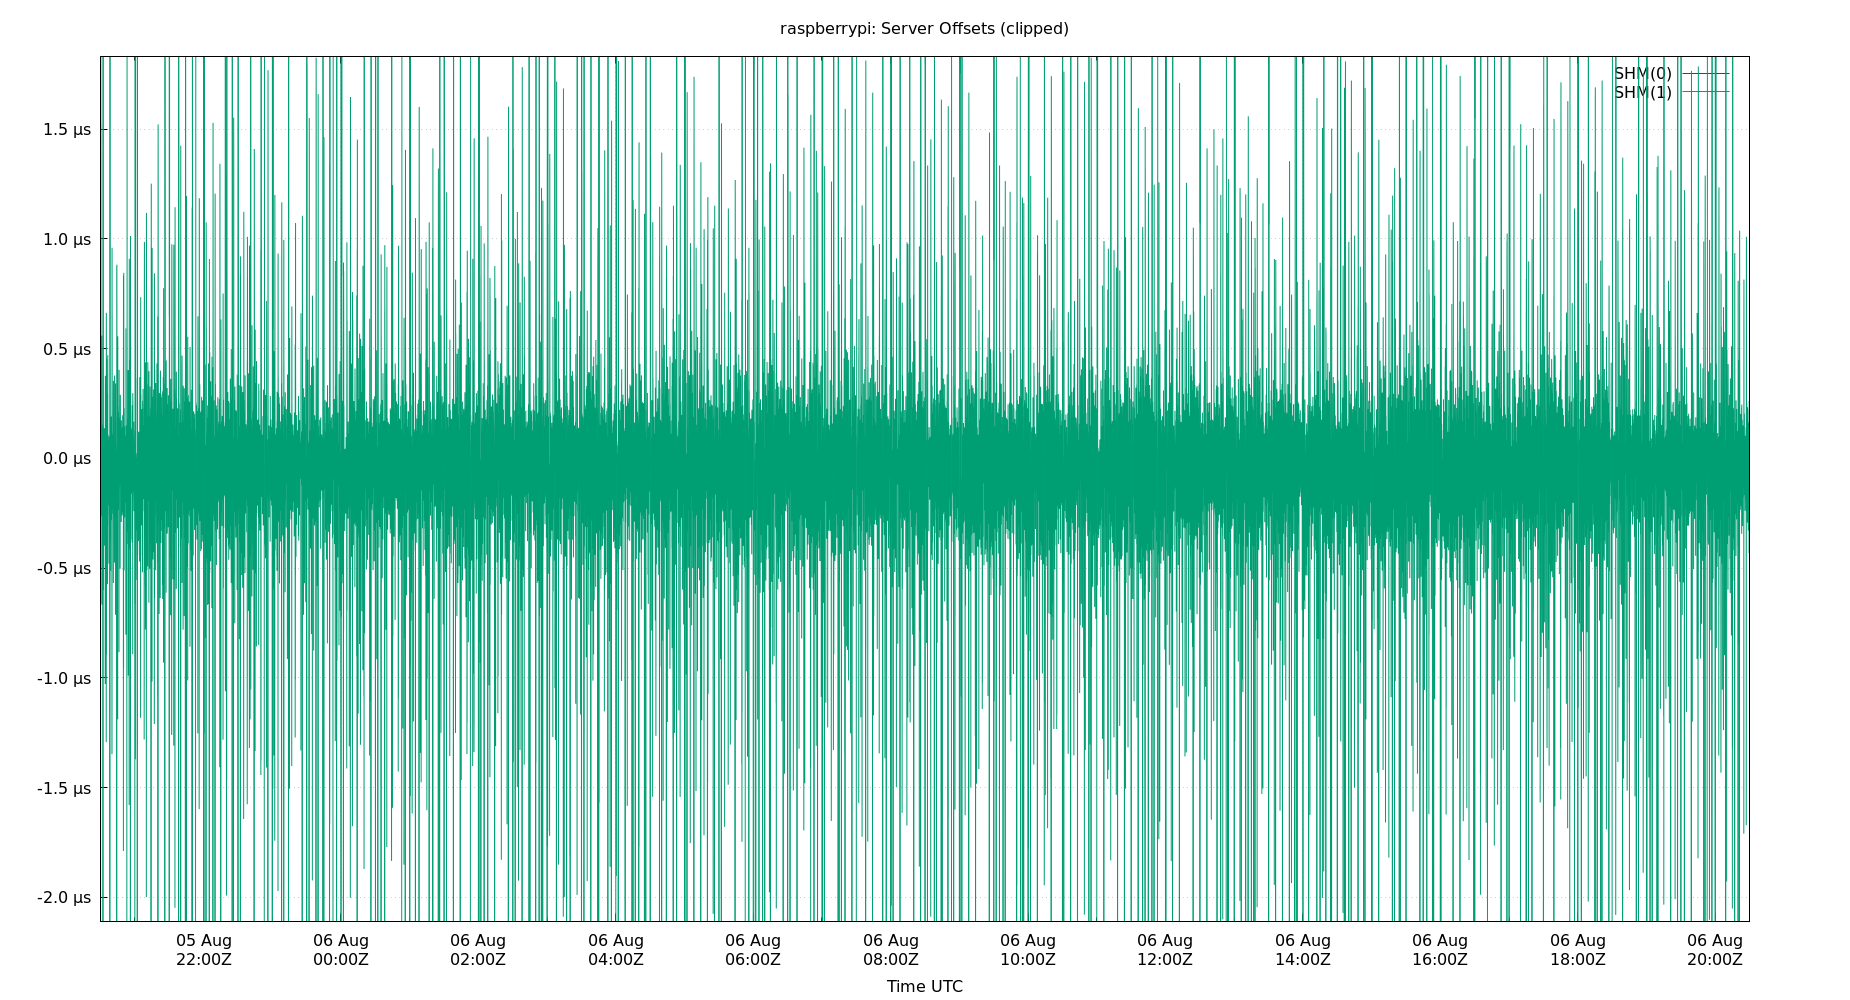 raspberrypi: Server Offsets (clipped)
SHM(0)
SHM(1)
1.5 µs
1.0 µs
0.5 µs
0.0 µs
-0.5 µs
-1.0 µs
-1.5 µs
-2.0 µs
05 Aug 06 Aug 06 Aug 06 Aug 06 Aug 06 Aug 06 Aug 06 Aug 06 Aug 06 Aug 06 Aug 06 Aug
22:00Z 00:00Z 02:00Z 04:00Z 06:00Z 08:00Z 10:00Z 12:00Z 14:00Z 16:00Z 18:00Z 20:00Z
Time UTC